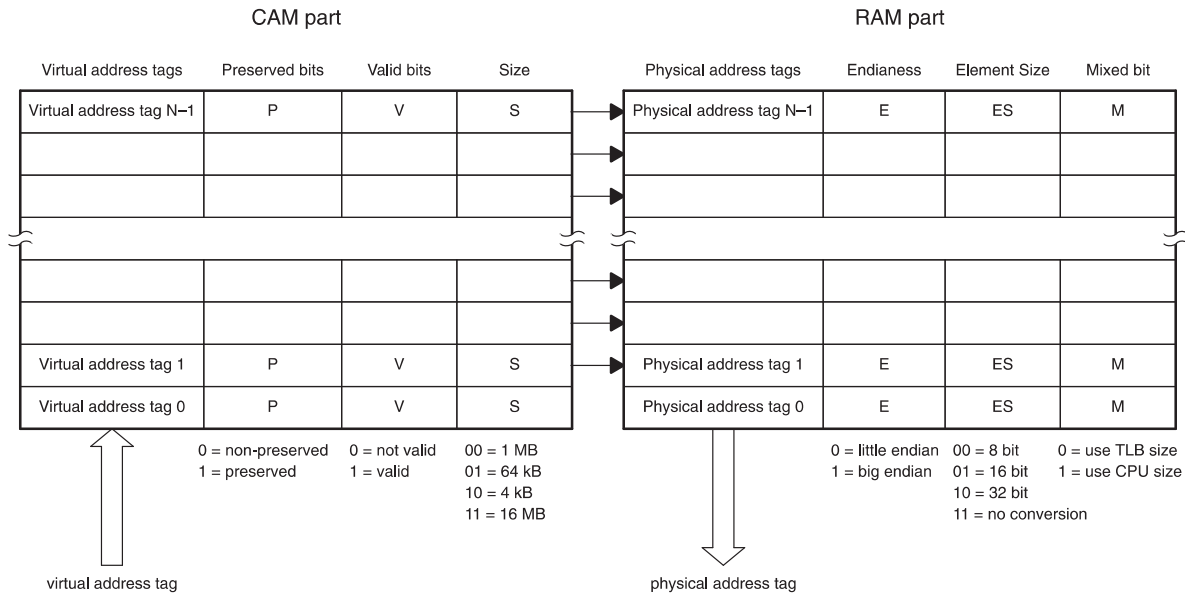 CAM part RAM part
Virtual address tags Preserved bits Valid bits Size Physical address tags Endianess Element Size Mixed bit
Virtual address tag N–1 P V S Physical address tag N–1 E ES M
Virtual address tag 1 P V S Physical address tag 1 E ES M
Virtual address tag 0 P V S Physical address tag 0 E ES M
0 = non-preserved 0 = not valid 00 = 1 MB 0 = little endian 00 = 8 bit 0 = use TLB size
1 = preserved 1 = valid 01 = 64 kB 1 = big endian 01 = 16 bit 1 = use CPU size
10 = 4 kB 10 = 32 bit
11 = 16 MB 11 = no conversion
virtual address tag physical address tag